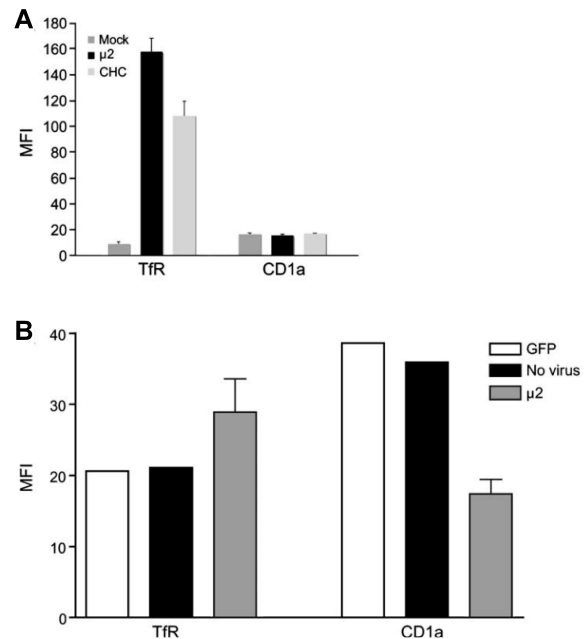 A
180
160
140
120
100
80
60
40
20
0
MFI
Mock
μ2
CHC
TfR CD1a
B
40
30
20
10
0
MFI
GFP
No virus
μ2
TfR CD1a